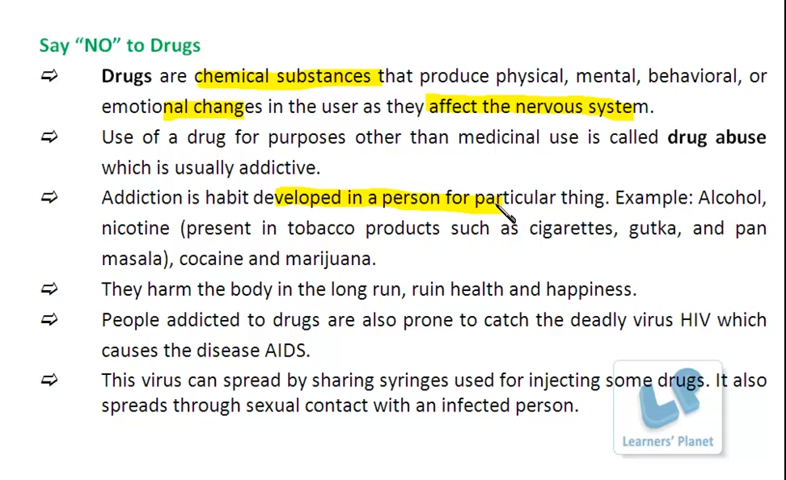 Say “NO” to Drugs
⇨ Drugs are chemical substances that produce physical, mental, behavioral, or
emotional changes in the user as they affect the nervous system.
⇨ Use of a drug for purposes other than medicinal use is called drug abuse
which is usually addictive.
⇨ Addiction is habit developed in a person for particular thing. Example: Alcohol,
nicotine (present in tobacco products such as cigarettes, gutka, and pan
masala), cocaine and marijuana.
⇨ They harm the body in the long run, ruin health and happiness.
⇨ People addicted to drugs are also prone to catch the deadly virus HIV which
causes the disease AIDS.
⇨ This virus can spread by sharing syringes used for injecting some drugs. It also
spreads through sexual contact with an infected person.
LP
Learners’ Planet